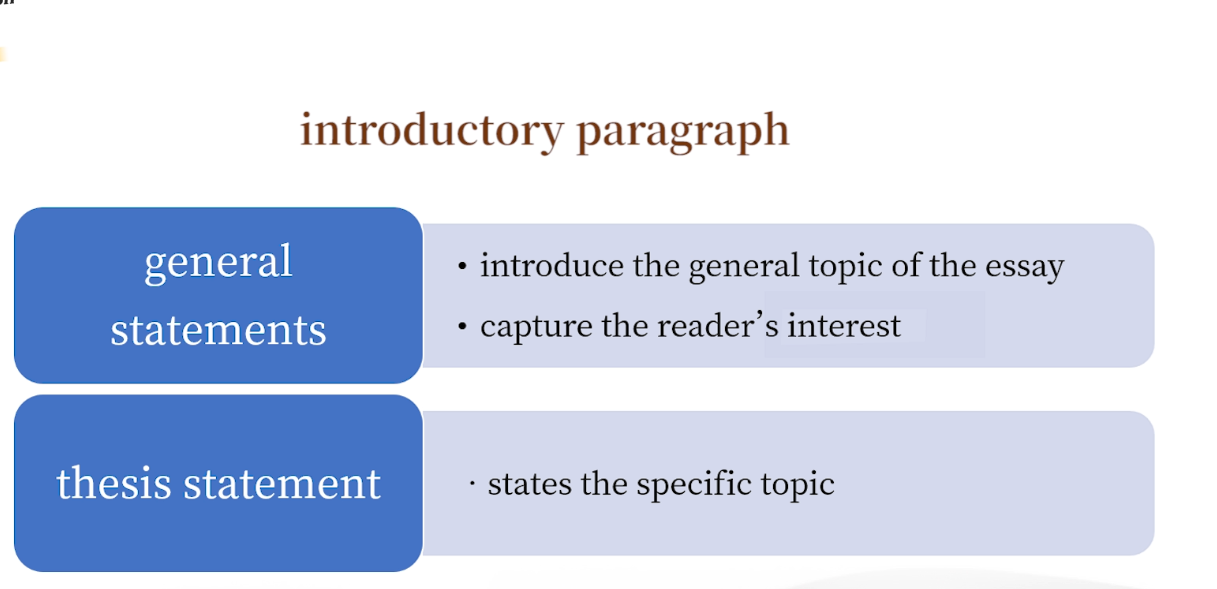 introductory paragraph
general
statements
• introduce the general topic of the essay
• capture the reader’s interest
thesis statement
· states the specific topic